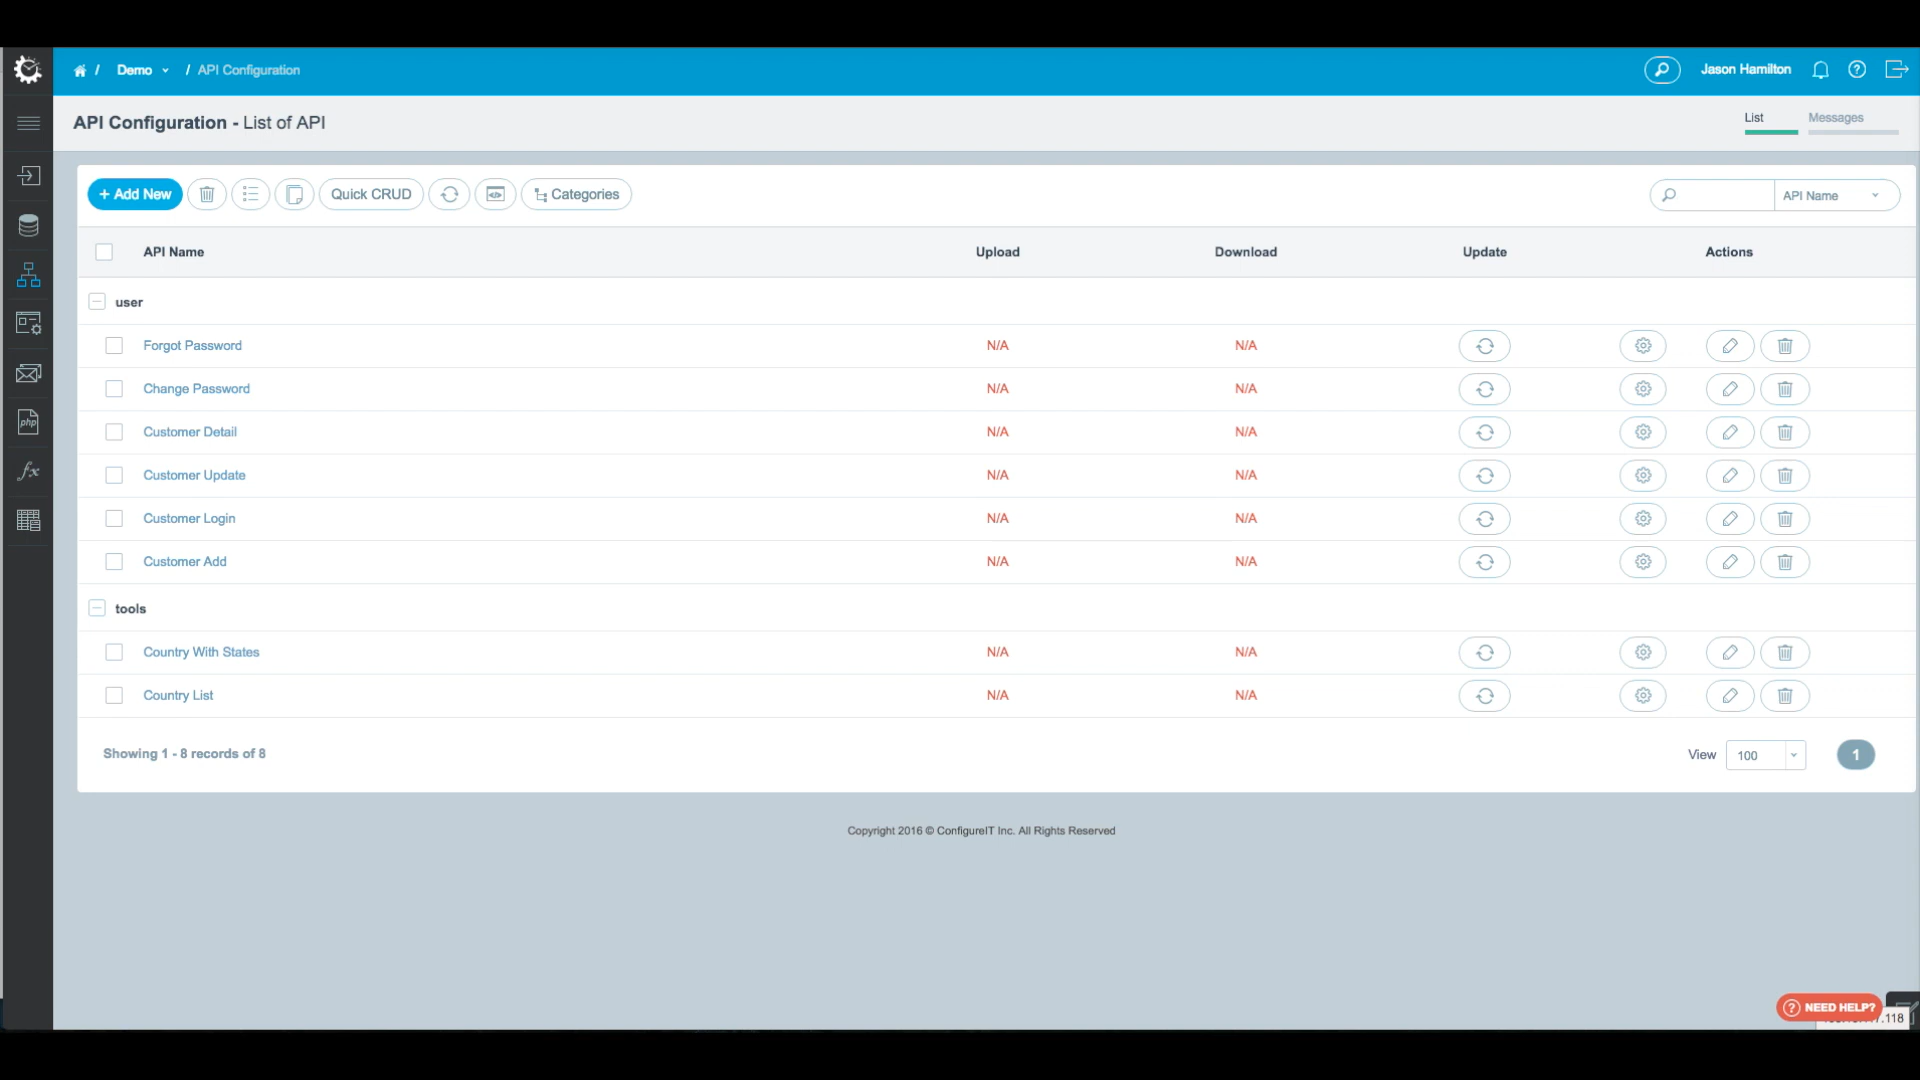 / Demo / API Configuration
Jason Hamilton
API Configuration - List of API
List Messages
+ Add New Quick CRUD Categories
API Name
API Name Upload Download Update Actions
user
Forgot Password N/A N/A
Change Password N/A N/A
Customer Detail N/A N/A
Customer Update N/A N/A
Customer Login N/A N/A
Customer Add N/A N/A
tools
Country With States N/A N/A
Country List N/A N/A
Showing 1 - 8 records of 8
View 100 1
Copyright 2016 © ConfigureIT Inc. All Rights Reserved
php
fx
? NEED HELP?
.118